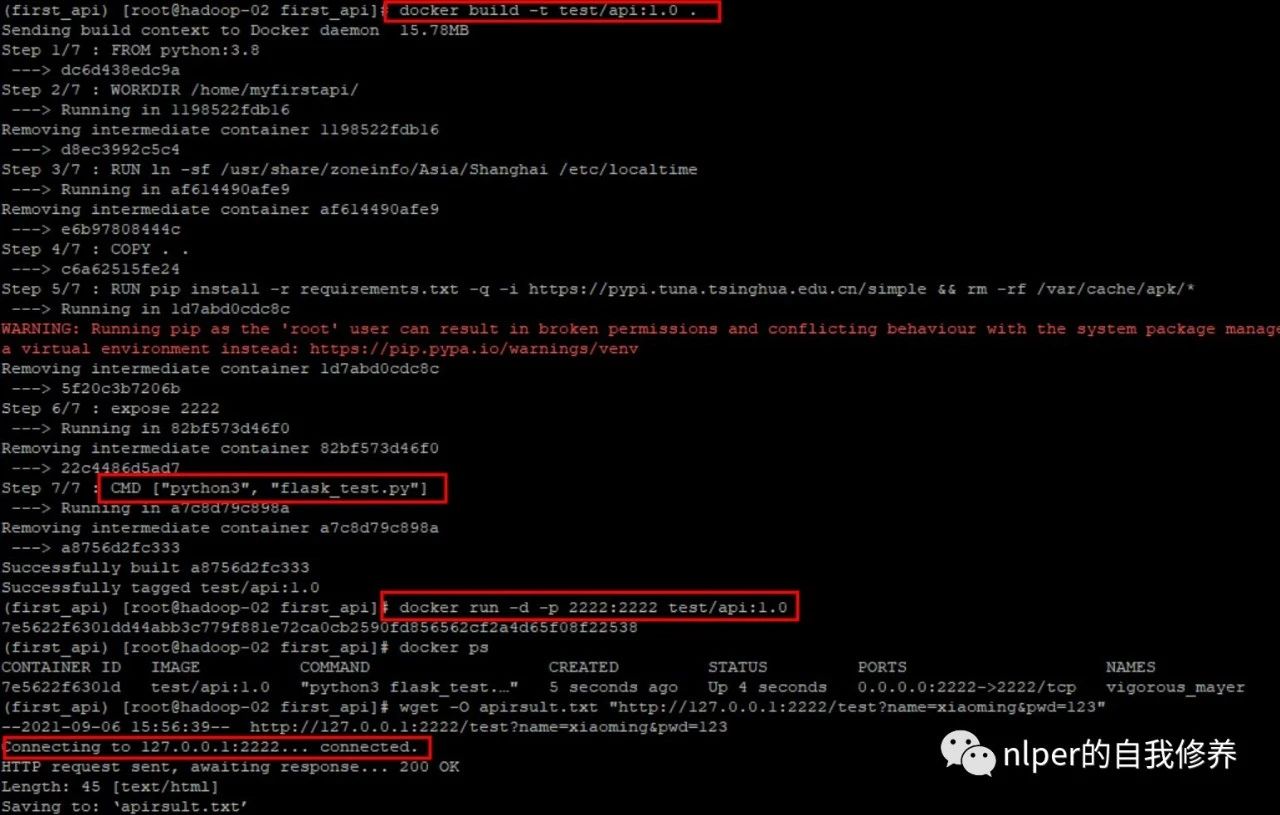 (first_api) [root@hadoop-02 first_api]# docker build -t test/api:1.0 .
Sending build context to Docker daemon  15.78MB
Step 1/7 : FROM python:3.8
 ---> dc6d438edc9a
Step 2/7 : WORKDIR /home/myfirstapi/
 ---> Running in 1198522fdb16
Removing intermediate container 1198522fdb16
 ---> d8ec3992c5c4
Step 3/7 : RUN ln -sf /usr/share/zoneinfo/Asia/Shanghai /etc/localtime
 ---> Running in af614490afe9
Removing intermediate container af614490afe9
 ---> e6b97808444c
Step 4/7 : COPY . .
 ---> c6a62515fe24
Step 5/7 : RUN pip install -r requirements.txt -q -i https://pypi.tuna.tsinghua.edu.cn/simple && rm -rf /var/cache/apk/*
 ---> Running in 1d7abd0cdc8c
WARNING: Running pip as the 'root' user can result in broken permissions and conflicting behaviour with the system package manage
a virtual environment instead: https://pip.pypa.io/warnings/venv
Removing intermediate container 1d7abd0cdc8c
 ---> 5f20c3b7206b
Step 6/7 : expose 2222
 ---> Running in 82bf573d46f0
Removing intermediate container 82bf573d46f0
 ---> 22c4486d5ad7
Step 7/7 : CMD ["python3", "flask_test.py"]
 ---> Running in a7c8d79c898a
Removing intermediate container a7c8d79c898a
 ---> a8756d2fc333
Successfully built a8756d2fc333
Successfully tagged test/api:1.0
(first_api) [root@hadoop-02 first_api]# docker run -d -p 2222:2222 test/api:1.0
7e5622f6301dd44abb3c779f881e72ca0cb2590fd856562cf2a4d65f08f22538
(first_api) [root@hadoop-02 first_api]# docker ps
CONTAINER ID   IMAGE          COMMAND                  CREATED         STATUS         PORTS                    NAMES
7e5622f6301d   test/api:1.0   "python3 flask_test.…"   5 seconds ago   Up 4 seconds   0.0.0.0:2222->2222/tcp   vigorous_mayer
(first_api) [root@hadoop-02 first_api]# wget -O apirsult.txt "http://127.0.0.1:2222/test?name=xiaoming&pwd=123"
--2021-09-06 15:56:39--  http://127.0.0.1:2222/test?name=xiaoming&pwd=123
Connecting to 127.0.0.1:2222... connected.
HTTP request sent, awaiting response... 200 OK
Length: 45 [text/html]
Saving to: ‘apirsult.txt’
nlper的自我修养